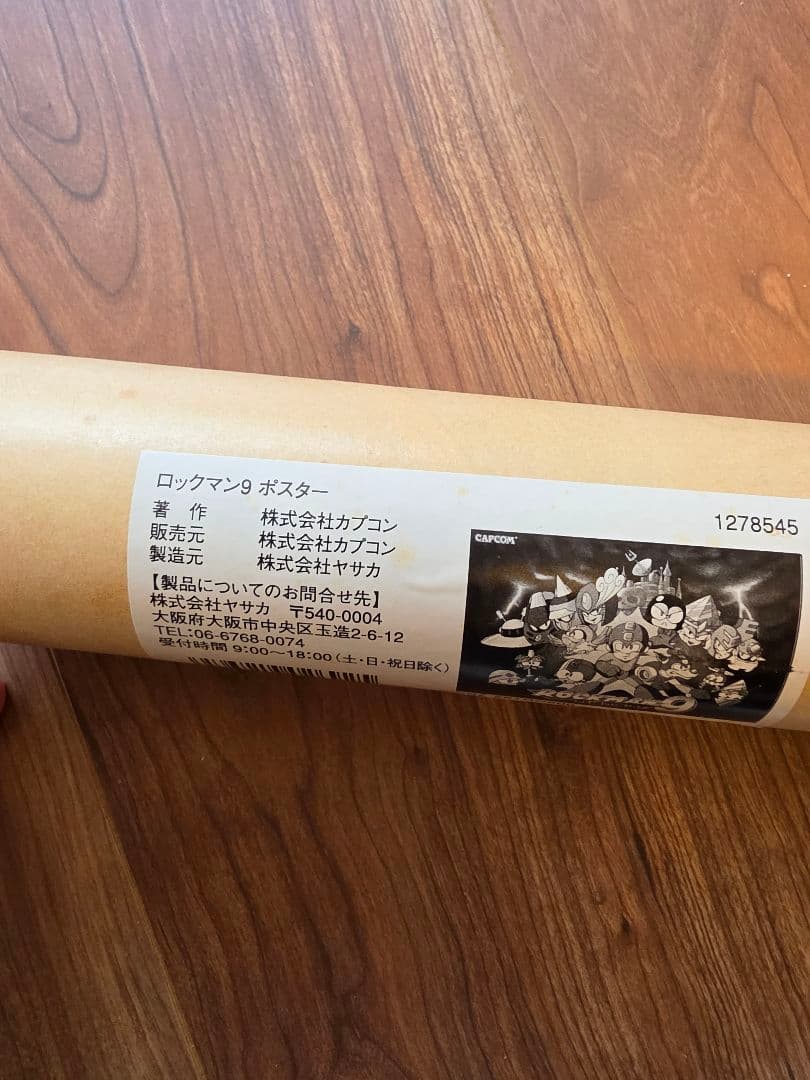 ロックマン9 ポスター
1278545
著 作 株式会社カプコン
販売元 株式会社カプコン
製造元 株式会社ヤサカ
【製品についてのお問合せ先】
株式会社ヤサカ 〒540-0004
大阪府大阪市中央区玉造2-6-12
TEL:06-6768-0074
受付時間 9:00〜18:00(土・日・祝日除く)
CAPCOM